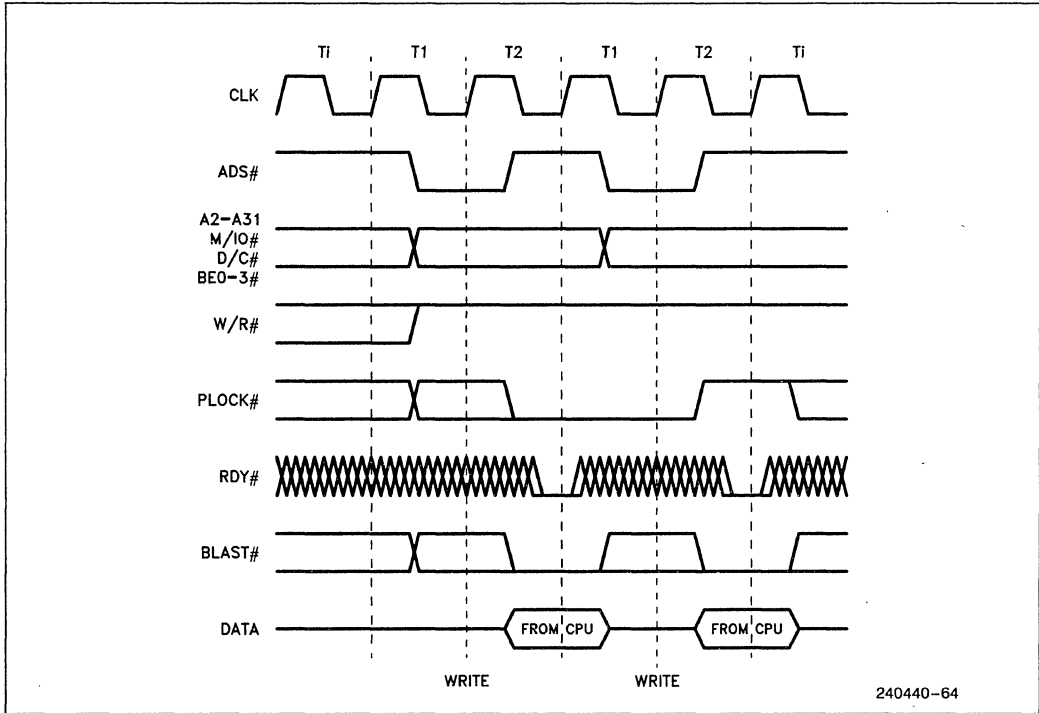 Ti T1 T2 T1 T2 Ti
CLK
ADS#
A2–A31
M/IO#
D/C#
BE0–3#
W/R#
PLOCK#
RDY#
BLAST#
DATA FROM CPU FROM CPU
WRITE WRITE
240440–64